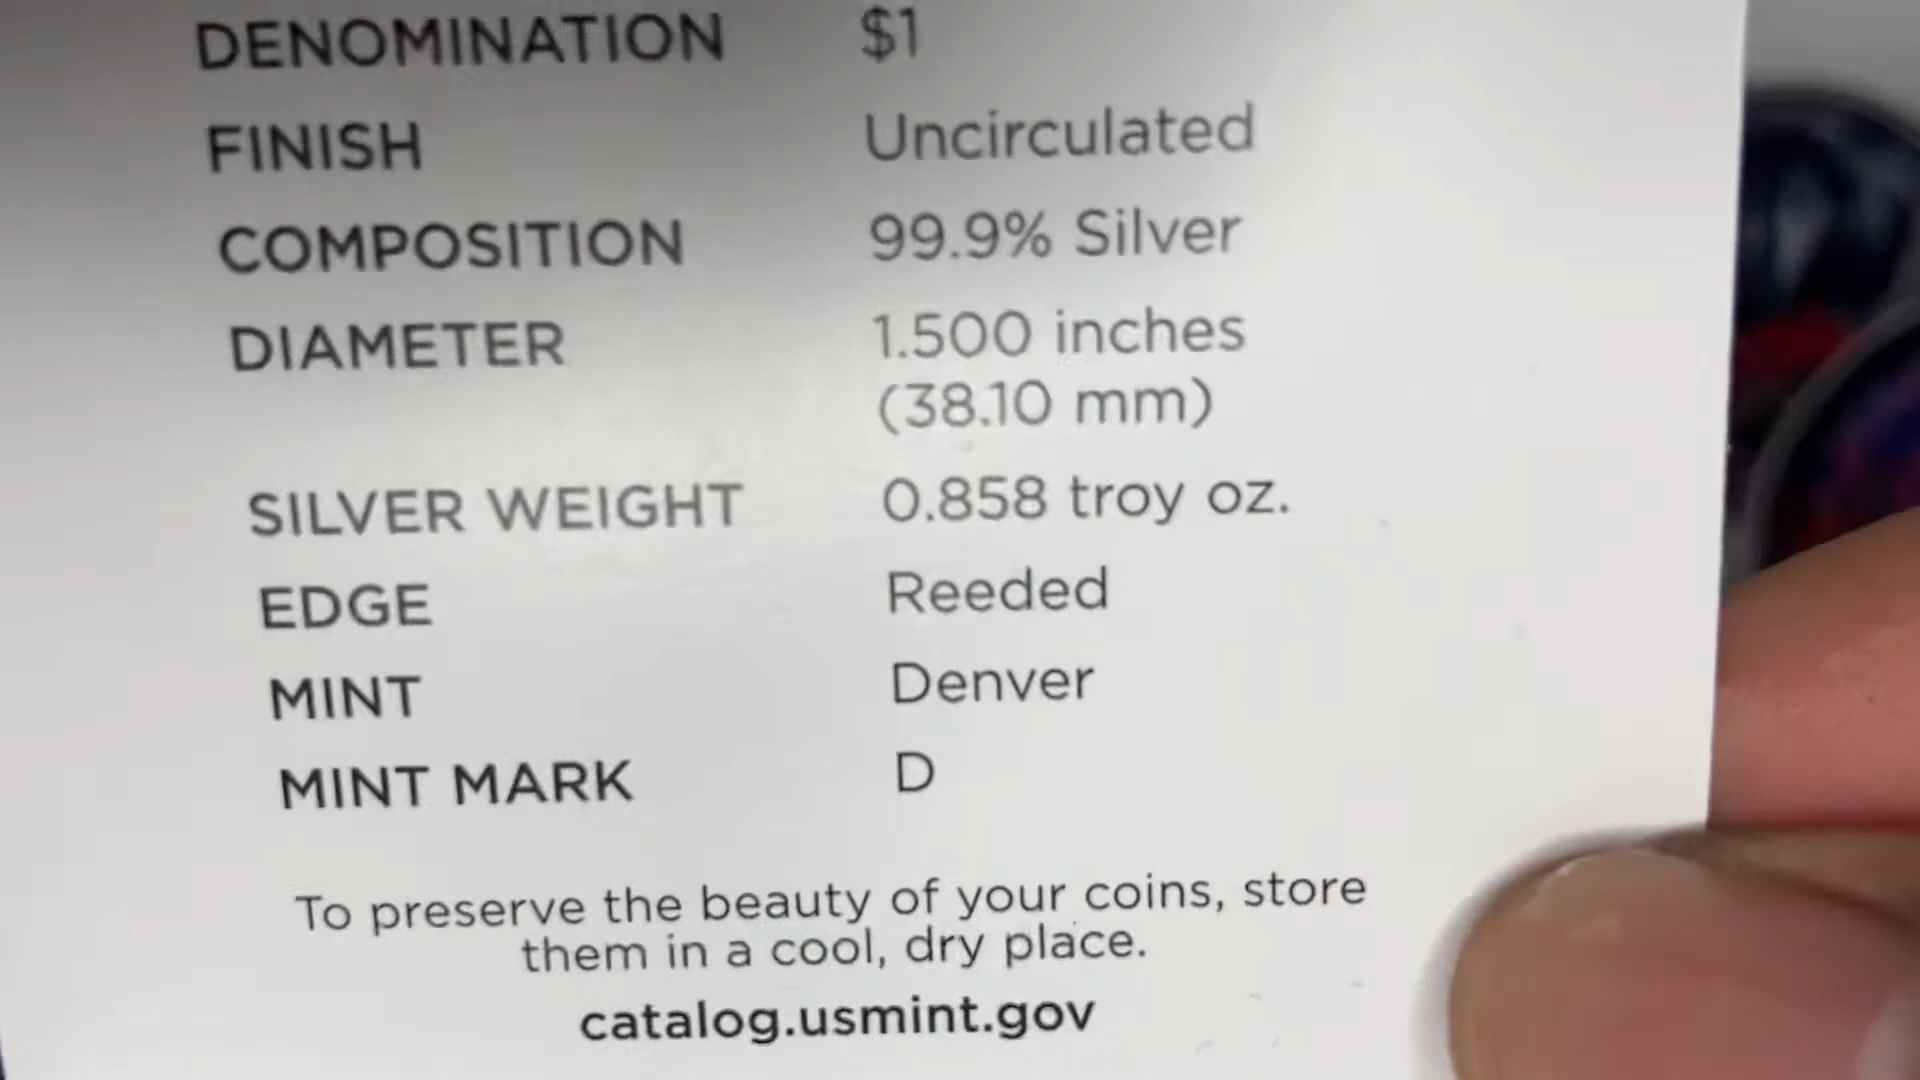 DENOMINATION $1
FINISH Uncirculated
COMPOSITION 99.9% Silver
DIAMETER 1.500 inches
(38.10 mm)
SILVER WEIGHT 0.858 troy oz.
EDGE Reeded
MINT Denver
MINT MARK D
To preserve the beauty of your coins, store
them in a cool, dry place.
catalog.usmint.gov